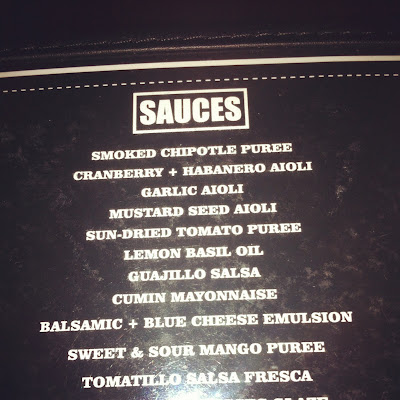 SAUCES
SMOKED CHIPOTLE PUREE
CRANBERRY + HABANERO AIOLI
GARLIC AIOLI
MUSTARD SEED AIOLI
SUN-DRIED TOMATO PUREE
LEMON BASIL OIL
GUAJILLO SALSA
CUMIN MAYONNAISE
BALSAMIC + BLUE CHEESE EMULSION
SWEET & SOUR MANGO PUREE
TOMATILLO SALSA FRESCA